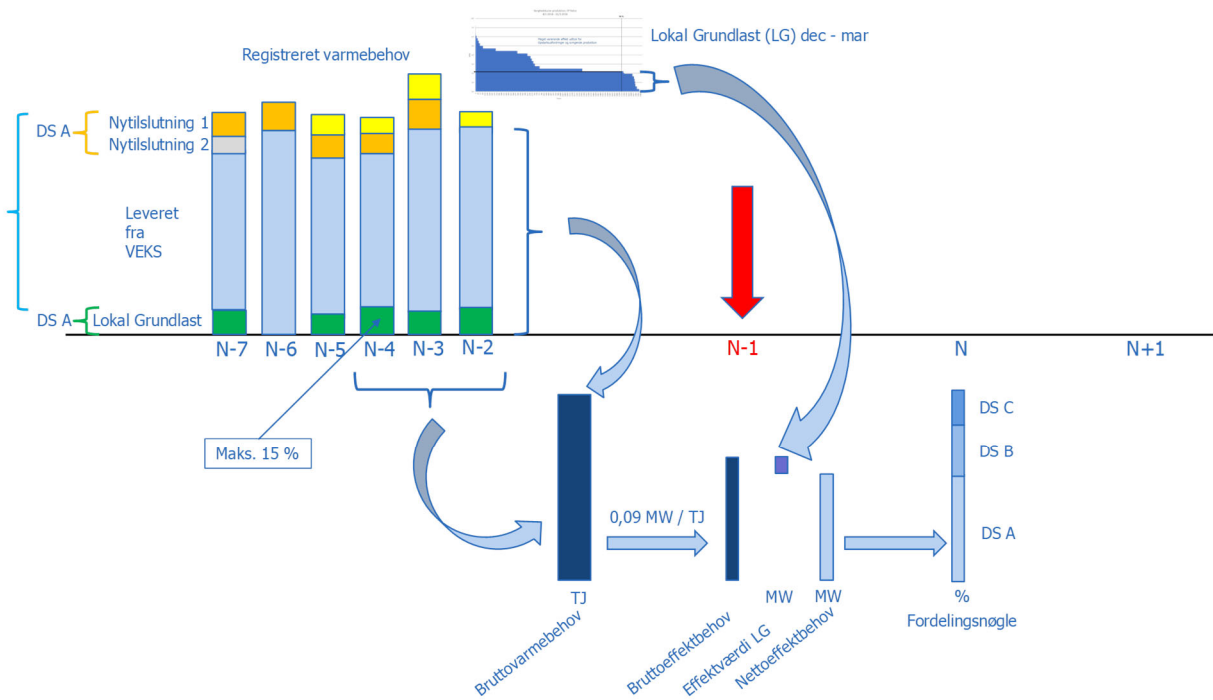 Lokal Grundlast (LG) dec - mar
Registreret varmebehov
DS A
Nytilslutning 1
Nytilslutning 2
Leveret
fra
VEKS
DS A
Lokal Grundlast
N-7
N-6
N-5
N-4
N-3
N-2
N-1
N
N+1
Maks. 15 %
0,09 MW / TJ
DS C
DS B
DS A
TJ
MW
MW
%
Bruttovarmebehov
Bruttoeffektbehov
Effektværdi LG
Nettoeffektbehov
Fordelingsnøgle